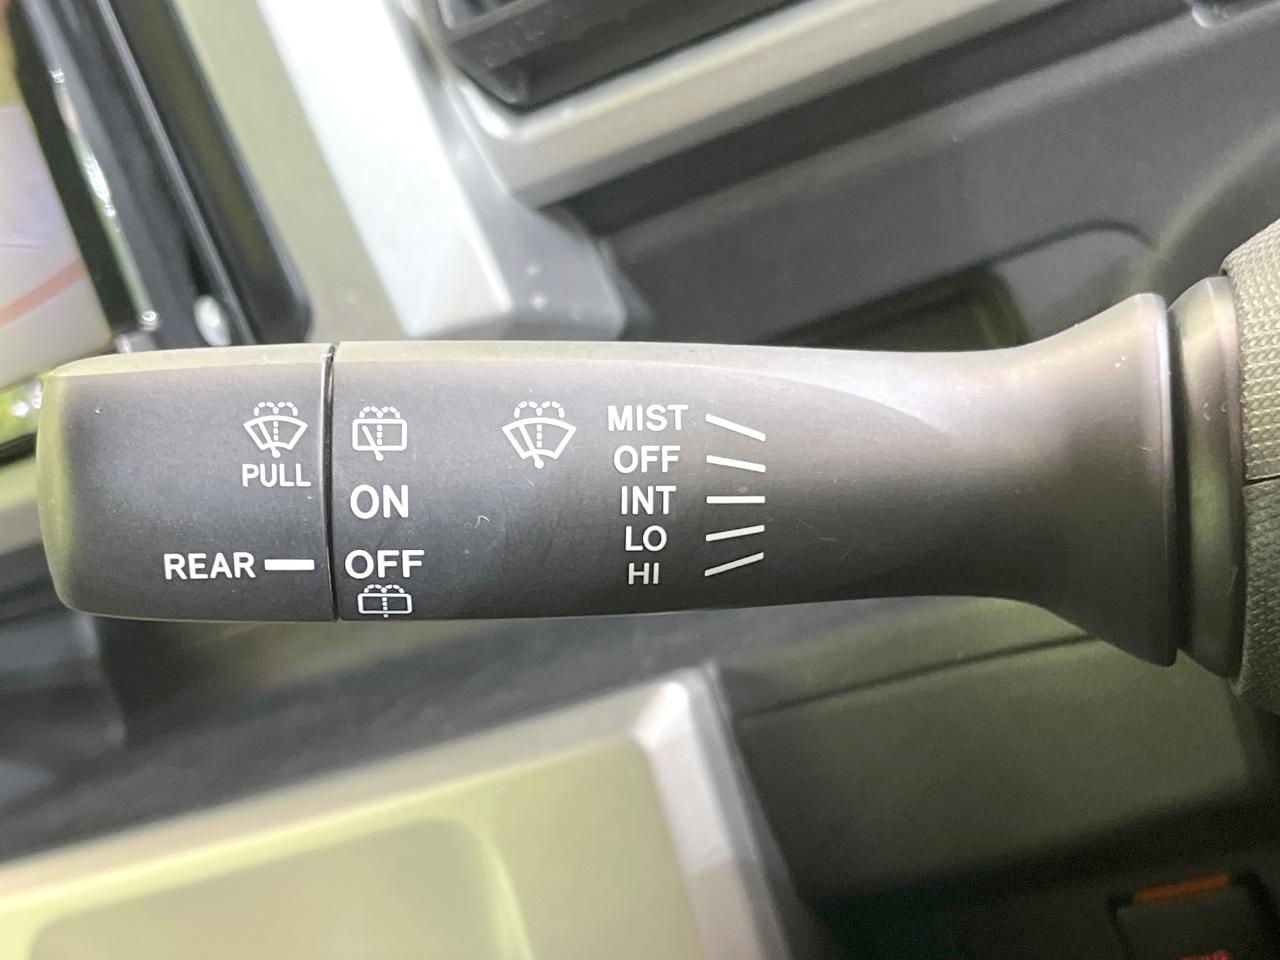 PULL
REAR
ON
OFF
MIST
OFF
INT
LO
HI